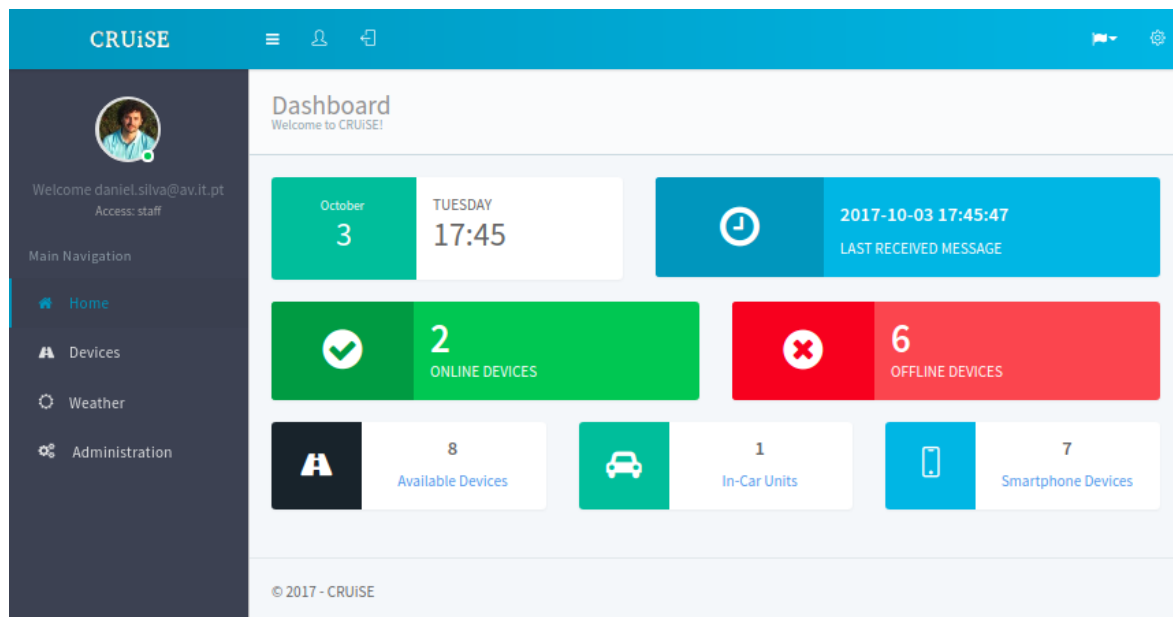 CRUiSE
Dashboard
Welcome to CRUiSE!
Welcome daniel.silva@av.it.pt
Access: staff
Main Navigation
Home
Devices
Weather
Administration
October
3
TUESDAY
17:45
2017-10-03 17:45:47
LAST RECEIVED MESSAGE
2
ONLINE DEVICES
6
OFFLINE DEVICES
8
Available Devices
1
In-Car Units
7
Smartphone Devices
© 2017 - CRUiSE